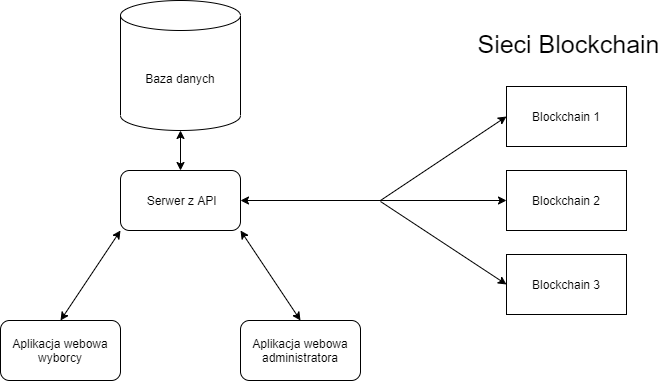 Sieci Blockchain
Baza danych
Blockchain 1
Serwer z API
Blockchain 2
Blockchain 3
Aplikacja webowa
wyborcy
Aplikacja webowa
administratora